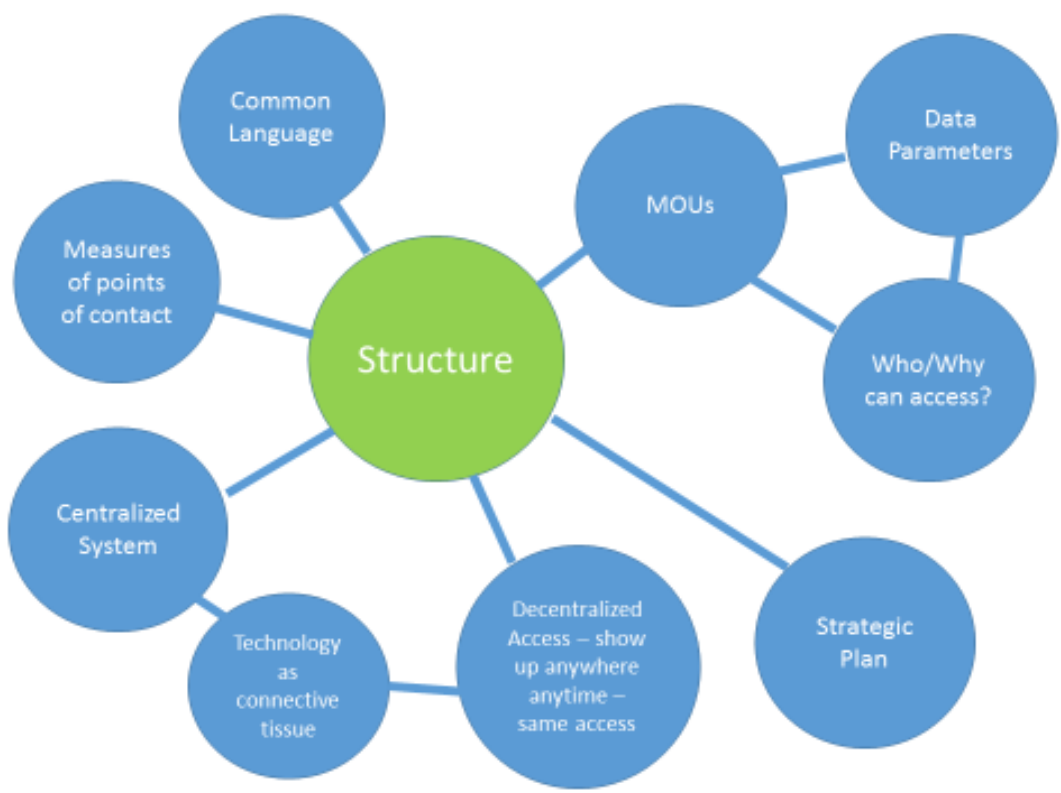 Common
Language
Data
Parameters
MOUs
Measures
of points
of contact
Structure
Who/Why
can access?
Centralized
System
Technology
as
connective
tissue
Decentralized
Access – show
up anywhere
anytime –
same access
Strategic
Plan